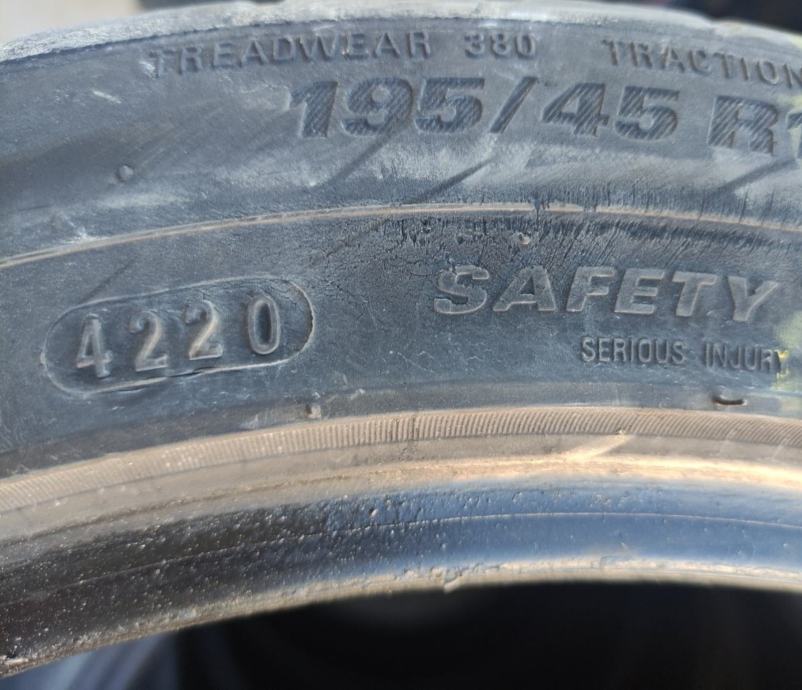 TREADWEAR 380 TRACTION
195/45 R1
SAFETY
4220
SERIOUS INJURY